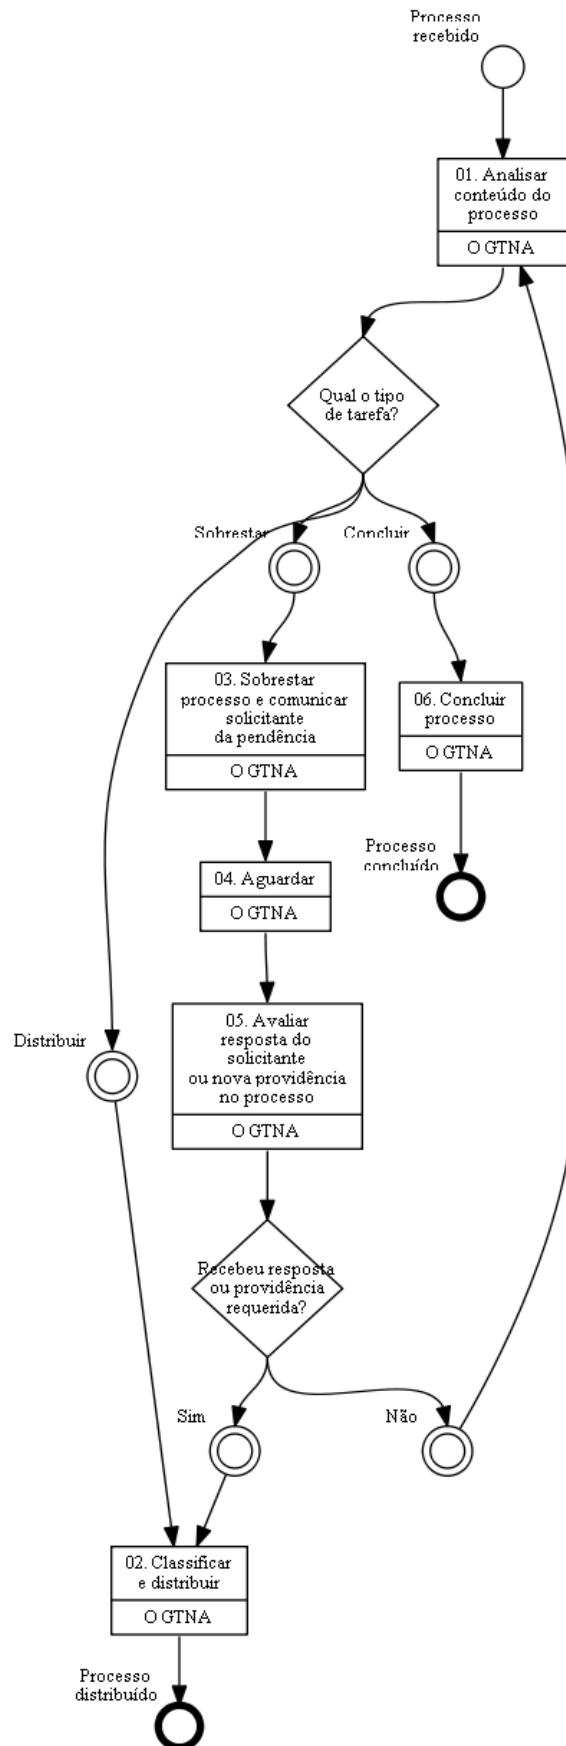 Processo
recebido
01. Analisar
conteúdo do
processo
O GTNA
Qual o tipo
de tarefa?
Sobrestar
Concluir
03. Sobrestar
processo e comunicar
solicitante
da pendência
O GTNA
06. Concluir
processo
O GTNA
Processo
concluído
04. Aguardar
O GTNA
05. Avaliar
resposta do
solicitante
ou nova providência
no processo
O GTNA
Distribuir
Recebeu resposta
ou providência
requerida?
Sim
Não
02. Classificar
e distribuir
O GTNA
Processo
distribuído